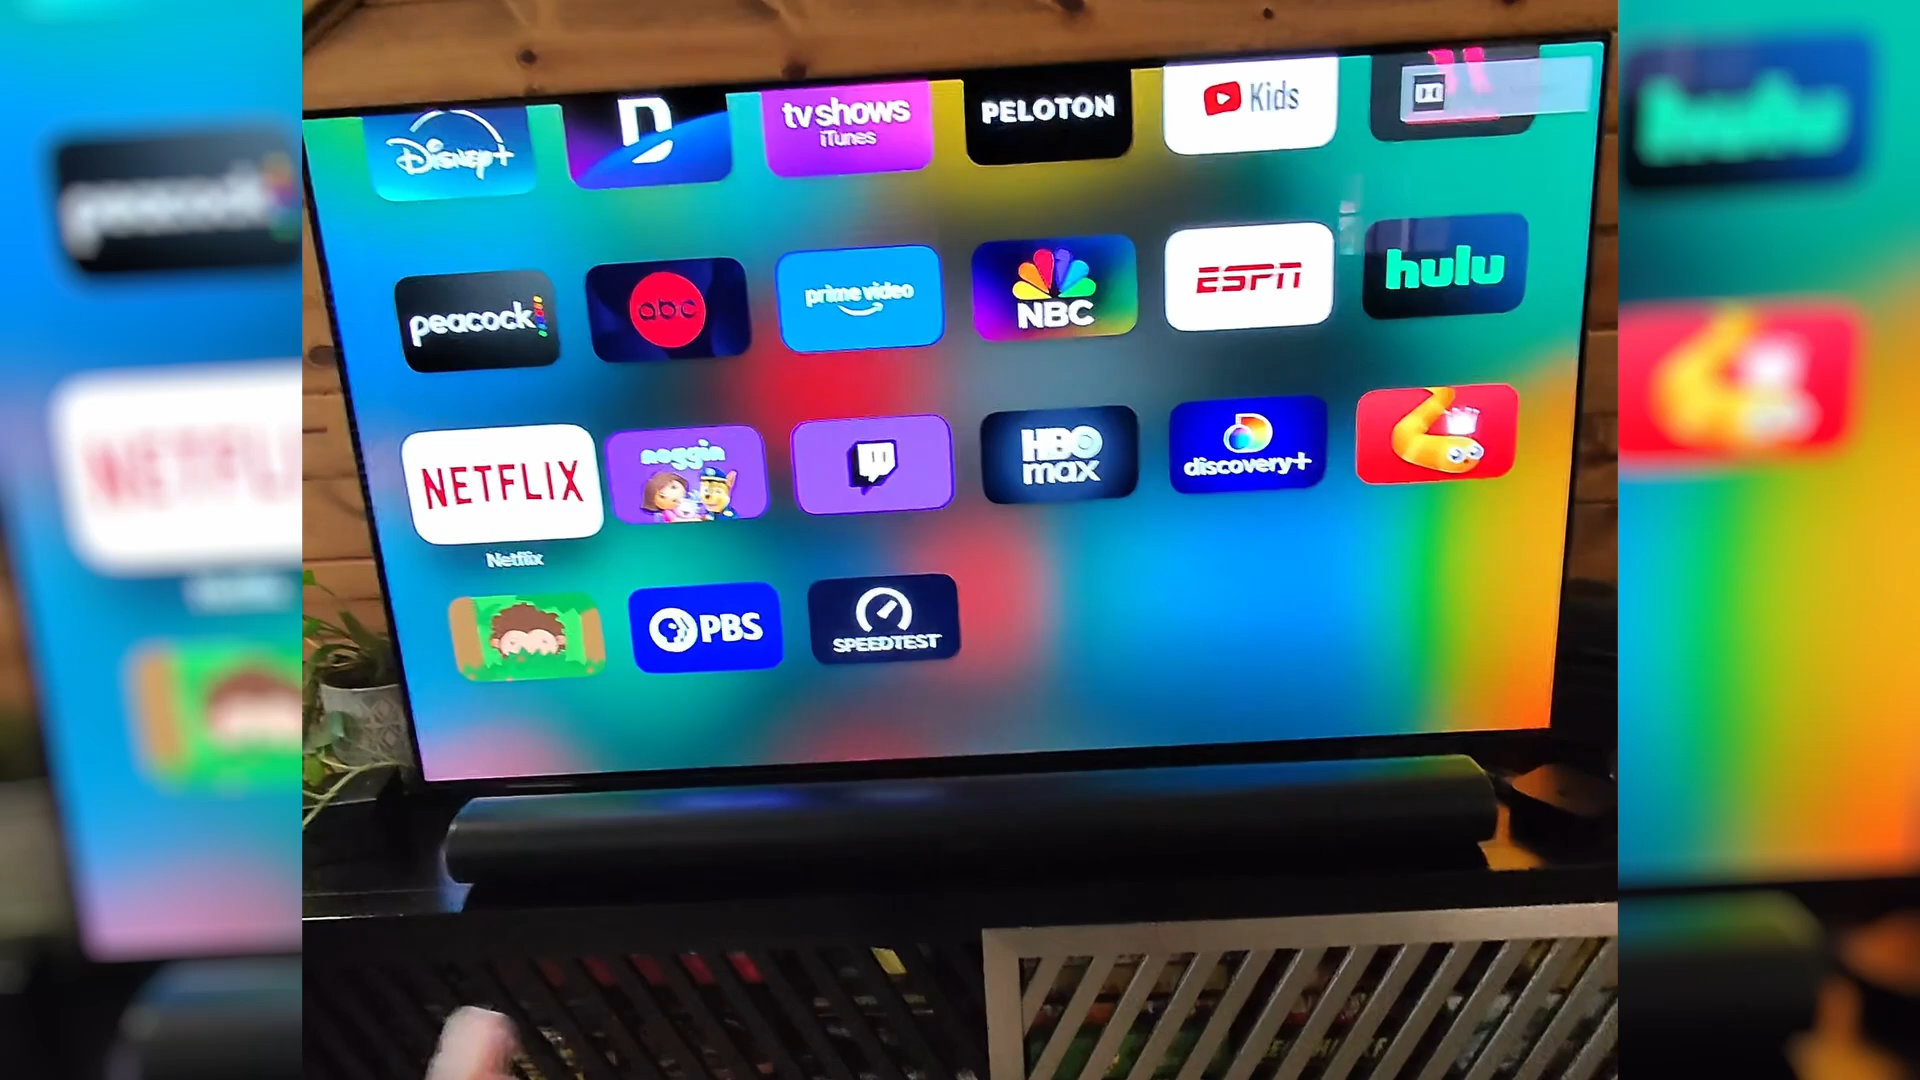 Disney+
D
tv shows
iTunes
PELOTON
Kids
peacock
abc
prime video
NBC
ESPN
hulu
NETFLIX
noggin
HBO
max
discovery+
Netflix
PBS
SPEEDTEST